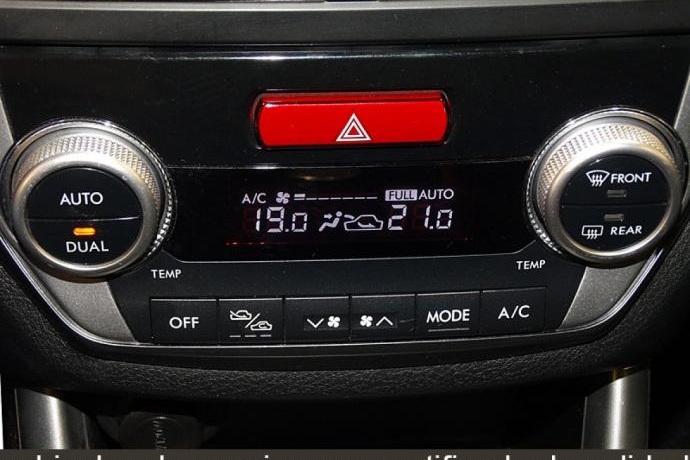 A/C FULL AUTO
19.0 21.0
AUTO
DUAL
FRONT
REAR
TEMP
TEMP
OFF
MODE
A/C